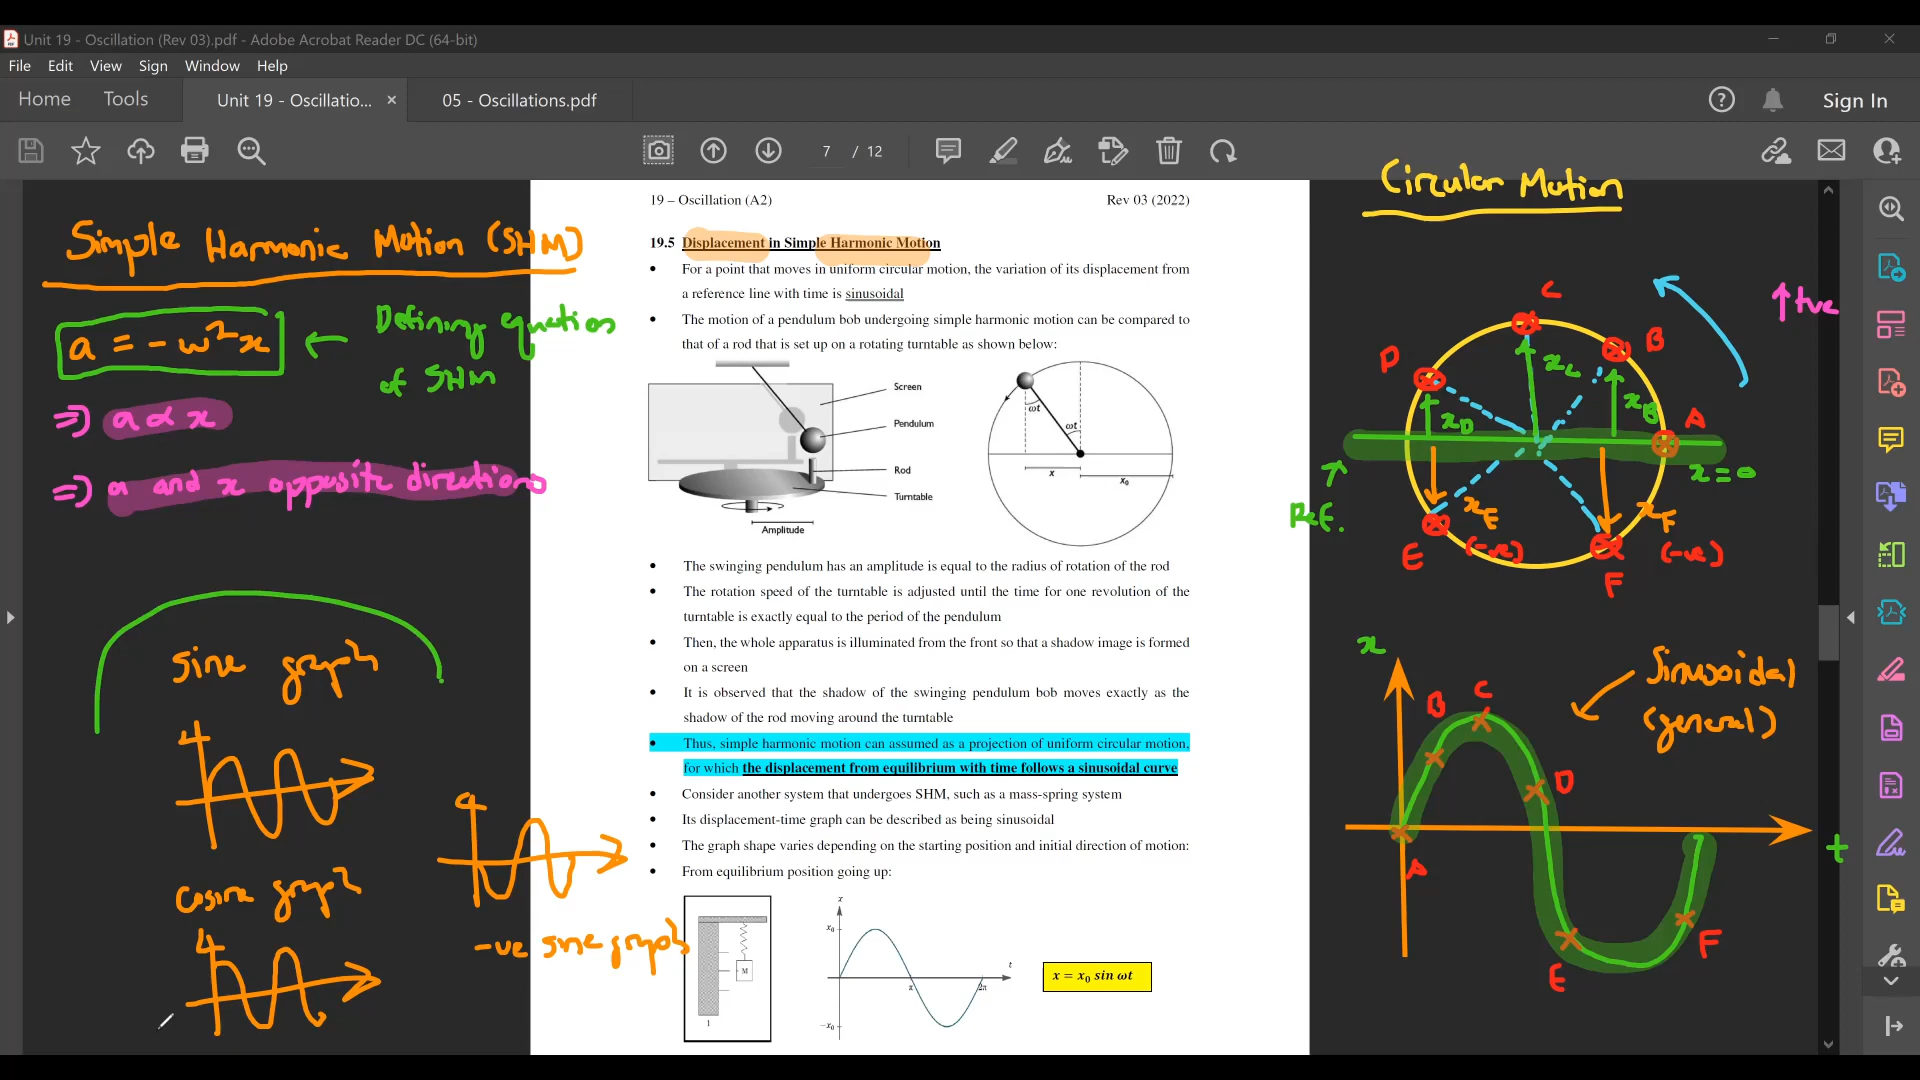 Unit 19 - Oscillation (Rev 03).pdf - Adobe Acrobat Reader DC (64-bit)
File Edit View Sign Window Help
Home Tools Unit 19 - Oscillatio... × 05 - Oscillations.pdf Sign In
7 / 12
Simple Harmonic Motion (SHM)
a = -ω²x
← Defining equation
of SHM
⇒) a ∝ x
⇒) a and x opposite directions
Sine graph
Cosine graph
-ve sine graph
19 – Oscillation (A2) Rev 03 (2022)
19.5 Displacement in Simple Harmonic Motion
• For a point that moves in uniform circular motion, the variation of its displacement from
a reference line with time is sinusoidal
• The motion of a pendulum bob undergoing simple harmonic motion can be compared to
that of a rod that is set up on a rotating turntable as shown below:
Screen
Pendulum
Rod
Turntable
Amplitude
ωt
ωt
x
x₀
• The swinging pendulum has an amplitude is equal to the radius of rotation of the rod
• The rotation speed of the turntable is adjusted until the time for one revolution of the
turntable is exactly equal to the period of the pendulum
• Then, the whole apparatus is illuminated from the front so that a shadow image is formed
on a screen
• It is observed that the shadow of the swinging pendulum bob moves exactly as the
shadow of the rod moving around the turntable
• Thus, simple harmonic motion can assumed as a projection of uniform circular motion,
for which the displacement from equilibrium with time follows a sinusoidal curve
• Consider another system that undergoes SHM, such as a mass-spring system
• Its displacement-time graph can be described as being sinusoidal
• The graph shape varies depending on the starting position and initial direction of motion:
• From equilibrium position going up:
M
1
x
x₀
t
π
2π
-x₀
x = x₀ sin ωt
Circular Motion
↑ +ve
C
B
D
A
x_C
x_B
x_D
x = 0
Ref.
x_E
x_F
E
(-ve)
F
(-ve)
x
Sinusoidal
(general)
B
C
D
A
t
E
F